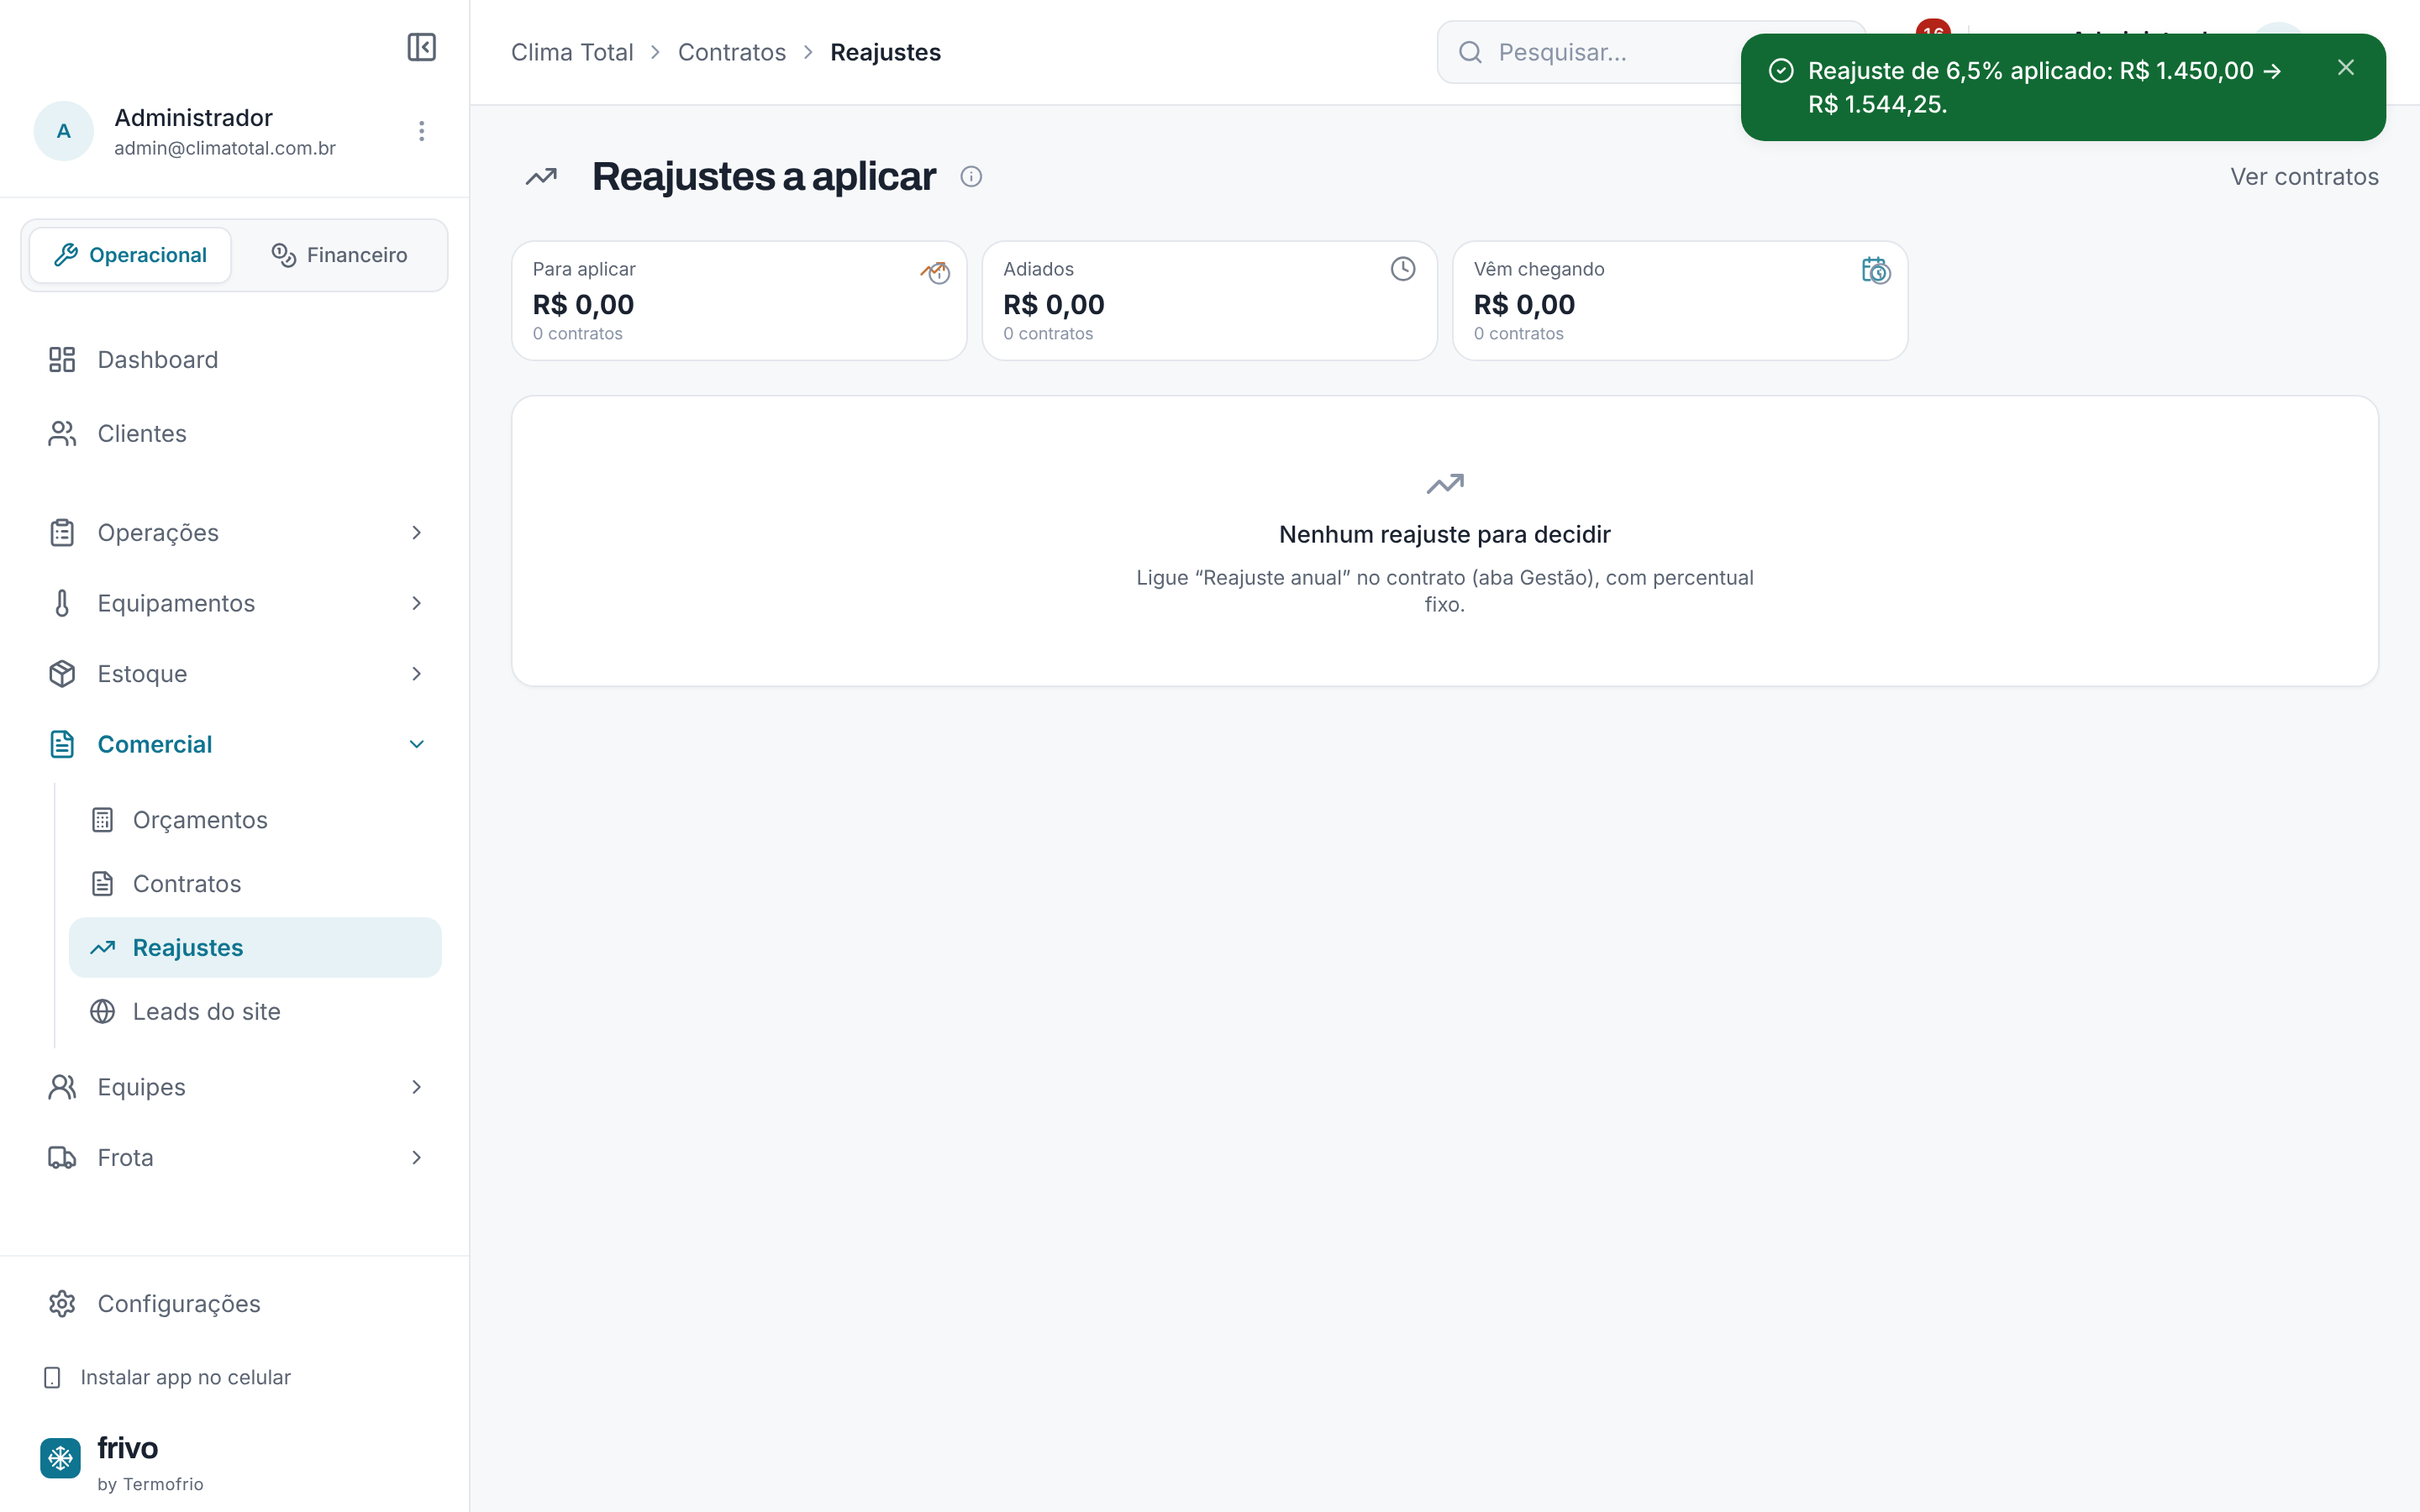 Administrador
admin@climatotal.com.br
Operacional
Financeiro
Dashboard
Clientes
Operações
Equipamentos
Estoque
Comercial
Orçamentos
Contratos
Reajustes
Leads do site
Equipes
Frota
Configurações
Instalar app no celular
frivo
by Termofrio
Clima Total > Contratos > Reajustes
Pesquisar...
Reajuste de 6,5% aplicado: R$ 1.450,00 →
R$ 1.544,25.
Reajustes a aplicar
Ver contratos
Para aplicar
R$ 0,00
0 contratos
Adiados
R$ 0,00
0 contratos
Vêm chegando
R$ 0,00
0 contratos
Nenhum reajuste para decidir
Ligue “Reajuste anual” no contrato (aba Gestão), com percentual
fixo.